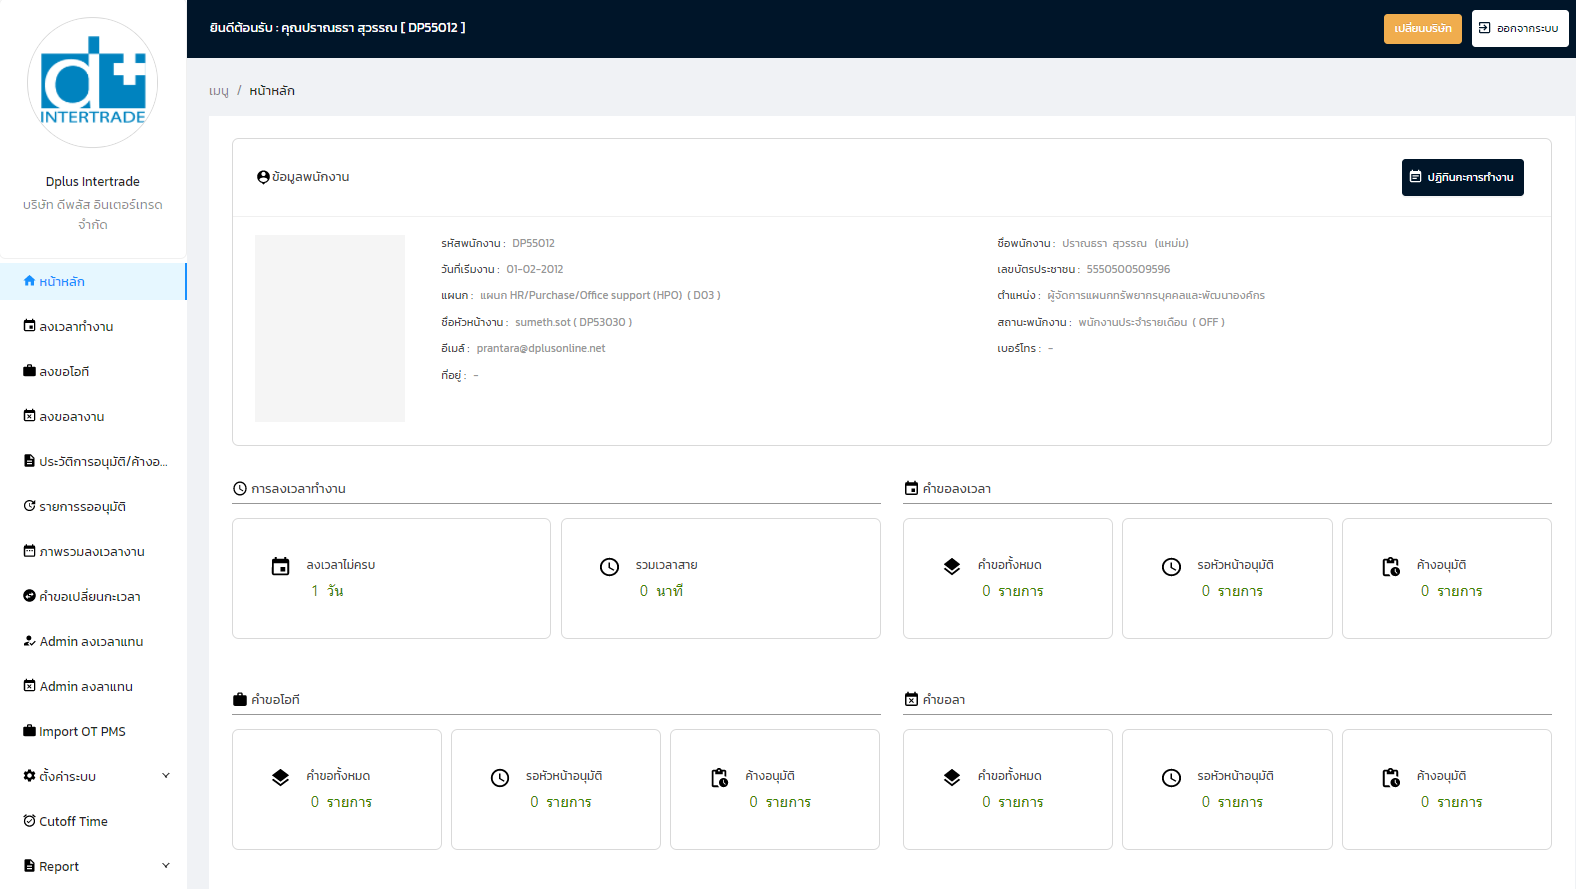 d+
INTERTRADE
Dplus Intertrade
บริษัท ดีพลัส อินเตอร์เทรด
จำกัด
หน้าหลัก
ลงเวลาทำงาน
ลงขอโอที
ลงขอลางาน
ประวัติการอนุมัติ/ค้างอ...
รายการรออนุมัติ
ภาพรวมลงเวลางาน
คำขอเปลี่ยนกะเวลา
Admin ลงเวลาแทน
Admin ลงลาแทน
Import OT PMS
ตั้งค่าระบบ
Cutoff Time
Report
ยินดีต้อนรับ : คุณปราณธรา สุวรรณ [ DP55012 ]
เปลี่ยนบริษัท
ออกจากระบบ
เมนู / หน้าหลัก
ข้อมูลพนักงาน
ปฏิทินกะการทำงาน
รหัสพนักงาน : DP55012
ชื่อพนักงาน : ปราณธรา สุวรรณ (แหม่ม)
วันที่เริ่มงาน : 01-02-2012
เลขบัตรประชาชน : 5550500509596
แผนก : แผนก HR/Purchase/Office support (HPO) ( D03 )
ตำแหน่ง : ผู้จัดการแผนกทรัพยากรบุคคลและพัฒนาองค์กร
ชื่อหัวหน้างาน : sumeth.sot ( DP53030 )
สถานะพนักงาน : พนักงานประจำรายเดือน ( OFF )
อีเมล์ : prantara@dplusonline.net
เบอร์โทร : -
ที่อยู่ : -
การลงเวลาทำงาน
ลงเวลาไม่ครบ
1 วัน
รวมเวลาสาย
0 นาที
คำขอลงเวลา
คำขอทั้งหมด
0 รายการ
รอหัวหน้าอนุมัติ
0 รายการ
ค้างอนุมัติ
0 รายการ
คำขอโอที
คำขอทั้งหมด
0 รายการ
รอหัวหน้าอนุมัติ
0 รายการ
ค้างอนุมัติ
0 รายการ
คำขอลา
คำขอทั้งหมด
0 รายการ
รอหัวหน้าอนุมัติ
0 รายการ
ค้างอนุมัติ
0 รายการ